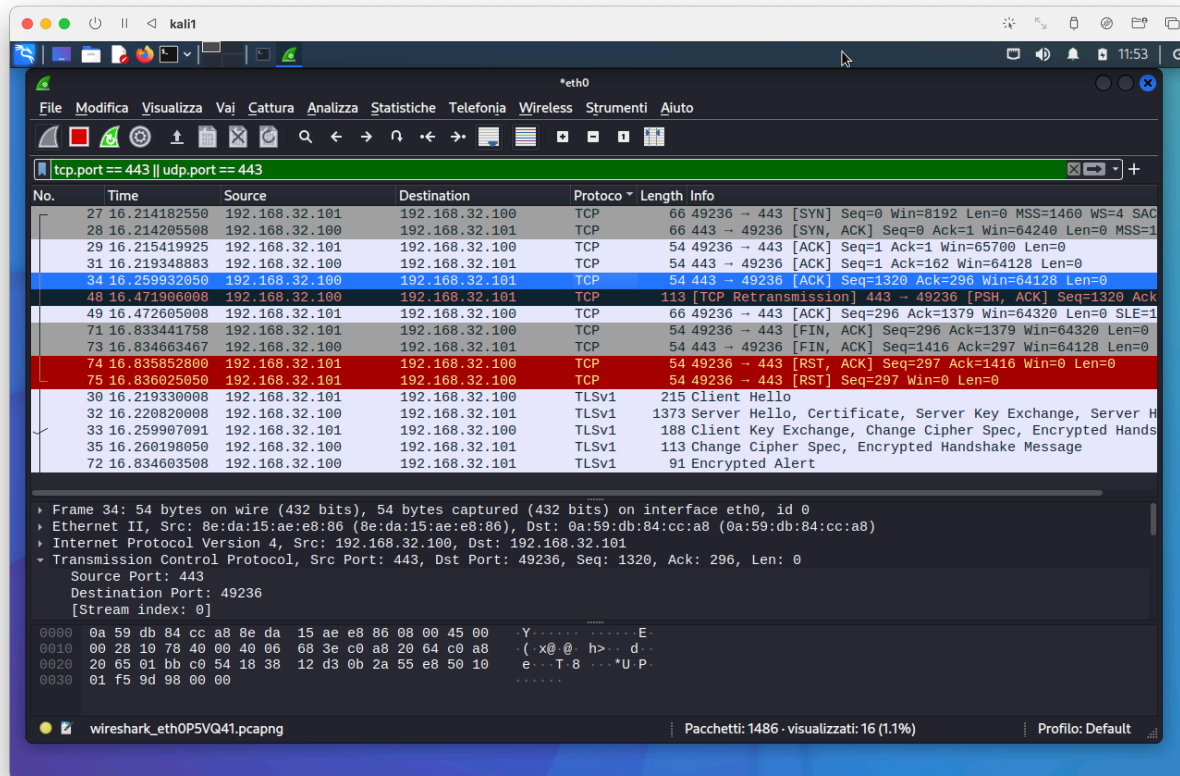 kali1
11:53
*eth0
File Modifica Visualizza Vai Cattura Analizza Statistiche Telefonia Wireless Strumenti Aiuto
tcp.port == 443 || udp.port == 443
No. Time Source Destination Protoco Length Info
27 16.214182550 192.168.32.101 192.168.32.100 TCP 66 49236 → 443 [SYN] Seq=0 Win=8192 Len=0 MSS=1460 WS=4 SAC
28 16.214205508 192.168.32.100 192.168.32.101 TCP 66 443 → 49236 [SYN, ACK] Seq=0 Ack=1 Win=64240 Len=0 MSS=1
29 16.215419925 192.168.32.101 192.168.32.100 TCP 54 49236 → 443 [ACK] Seq=1 Ack=1 Win=65700 Len=0
31 16.219348883 192.168.32.100 192.168.32.101 TCP 54 443 → 49236 [ACK] Seq=1 Ack=162 Win=64128 Len=0
34 16.259932050 192.168.32.100 192.168.32.101 TCP 54 443 → 49236 [ACK] Seq=1320 Ack=296 Win=64128 Len=0
48 16.471906008 192.168.32.100 192.168.32.101 TCP 113 [TCP Retransmission] 443 → 49236 [PSH, ACK] Seq=1320 Ack
49 16.472605008 192.168.32.101 192.168.32.100 TCP 66 49236 → 443 [ACK] Seq=296 Ack=1379 Win=64320 Len=0 SLE=1
71 16.833441758 192.168.32.101 192.168.32.100 TCP 54 49236 → 443 [FIN, ACK] Seq=296 Ack=1379 Win=64320 Len=0
73 16.834663467 192.168.32.100 192.168.32.101 TCP 54 443 → 49236 [FIN, ACK] Seq=1416 Ack=297 Win=64128 Len=0
74 16.835852800 192.168.32.101 192.168.32.100 TCP 54 49236 → 443 [RST, ACK] Seq=297 Ack=1416 Win=0 Len=0
75 16.836025050 192.168.32.101 192.168.32.100 TCP 54 49236 → 443 [RST] Seq=297 Win=0 Len=0
30 16.219330008 192.168.32.101 192.168.32.100 TLSv1 215 Client Hello
32 16.220820008 192.168.32.100 192.168.32.101 TLSv1 1373 Server Hello, Certificate, Server Key Exchange, Server H
33 16.259907091 192.168.32.101 192.168.32.100 TLSv1 188 Client Key Exchange, Change Cipher Spec, Encrypted Hands
35 16.260198050 192.168.32.100 192.168.32.101 TLSv1 113 Change Cipher Spec, Encrypted Handshake Message
72 16.834603508 192.168.32.100 192.168.32.101 TLSv1 91 Encrypted Alert
Frame 34: 54 bytes on wire (432 bits), 54 bytes captured (432 bits) on interface eth0, id 0
Ethernet II, Src: 8e:da:15:ae:e8:86 (8e:da:15:ae:e8:86), Dst: 0a:59:db:84:cc:a8 (0a:59:db:84:cc:a8)
Internet Protocol Version 4, Src: 192.168.32.100, Dst: 192.168.32.101
Transmission Control Protocol, Src Port: 443, Dst Port: 49236, Seq: 1320, Ack: 296, Len: 0
Source Port: 443
Destination Port: 49236
[Stream index: 0]
0000 0a 59 db 84 cc a8 8e da 15 ae e8 86 08 00 45 00 ·Y······ ······E·
0010 00 28 10 78 40 00 40 06 68 3e c0 a8 20 64 c0 a8 ·(·x@·@· h>·· d··
0020 20 65 01 bb c0 54 18 38 12 d3 0b 2a 55 e8 50 10  e···T·8 ···*U·P·
0030 01 f5 9d 98 00 00 ······
wireshark_eth0P5VQ41.pcapng Pacchetti: 1486 · visualizzati: 16 (1.1%) Profilo: Default